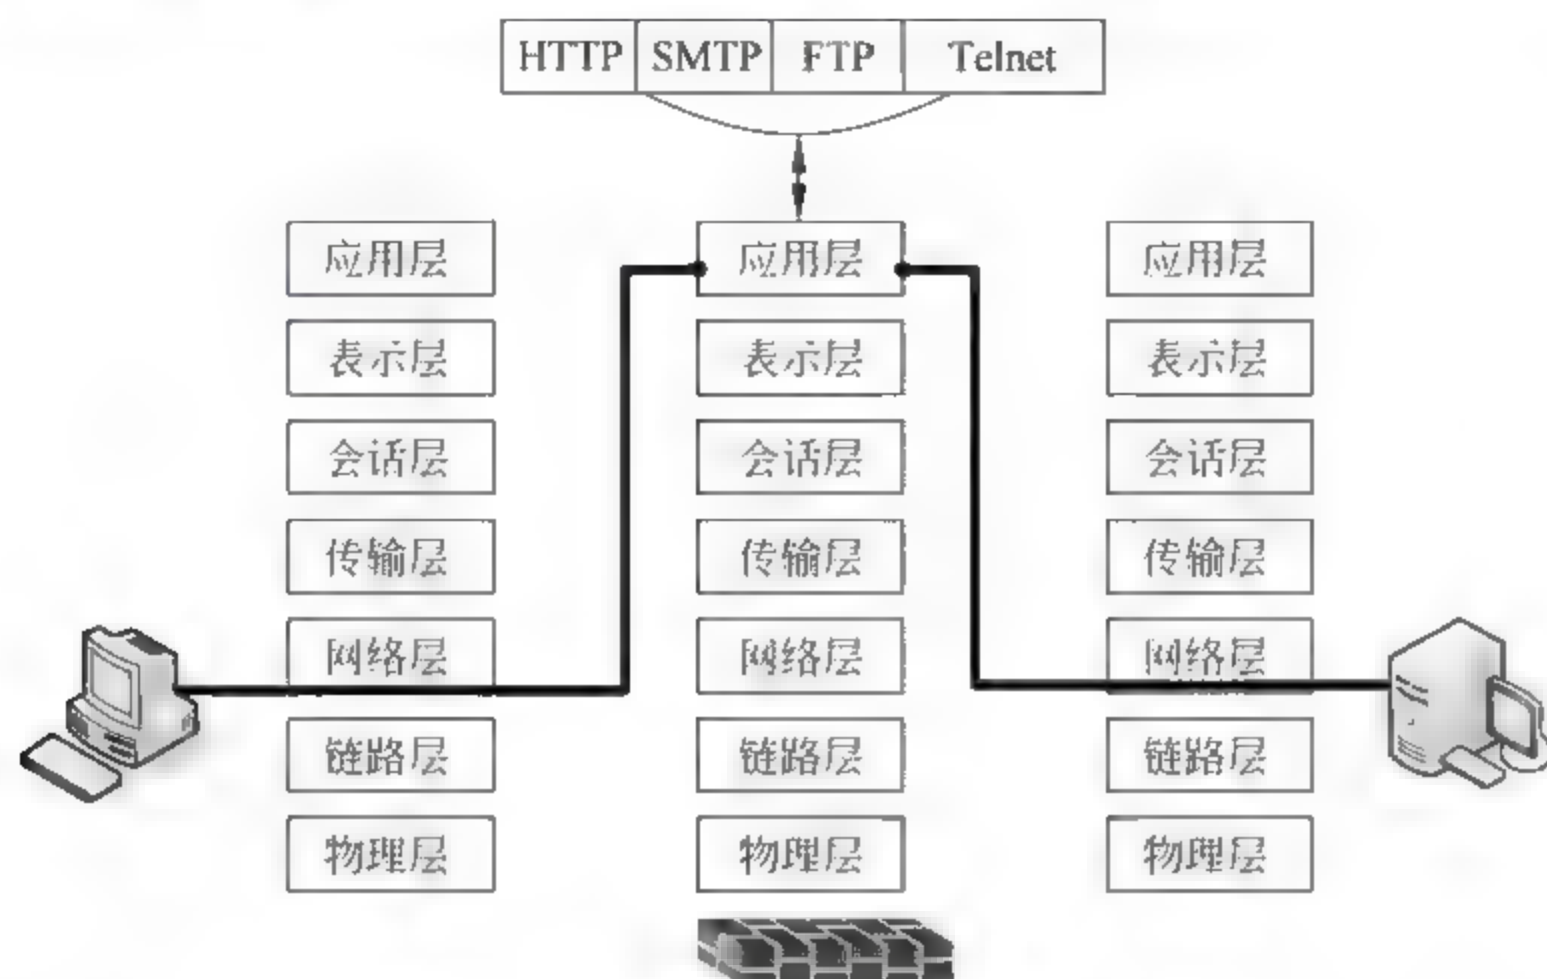 HTTP SMTP FTP Telnet
应用层 应用层 应用层
表示层 表示层 表示层
会话层 会话层 会话层
传输层 传输层 传输层
网络层 网络层 网络层
链路层 链路层 链路层
物理层 物理层 物理层